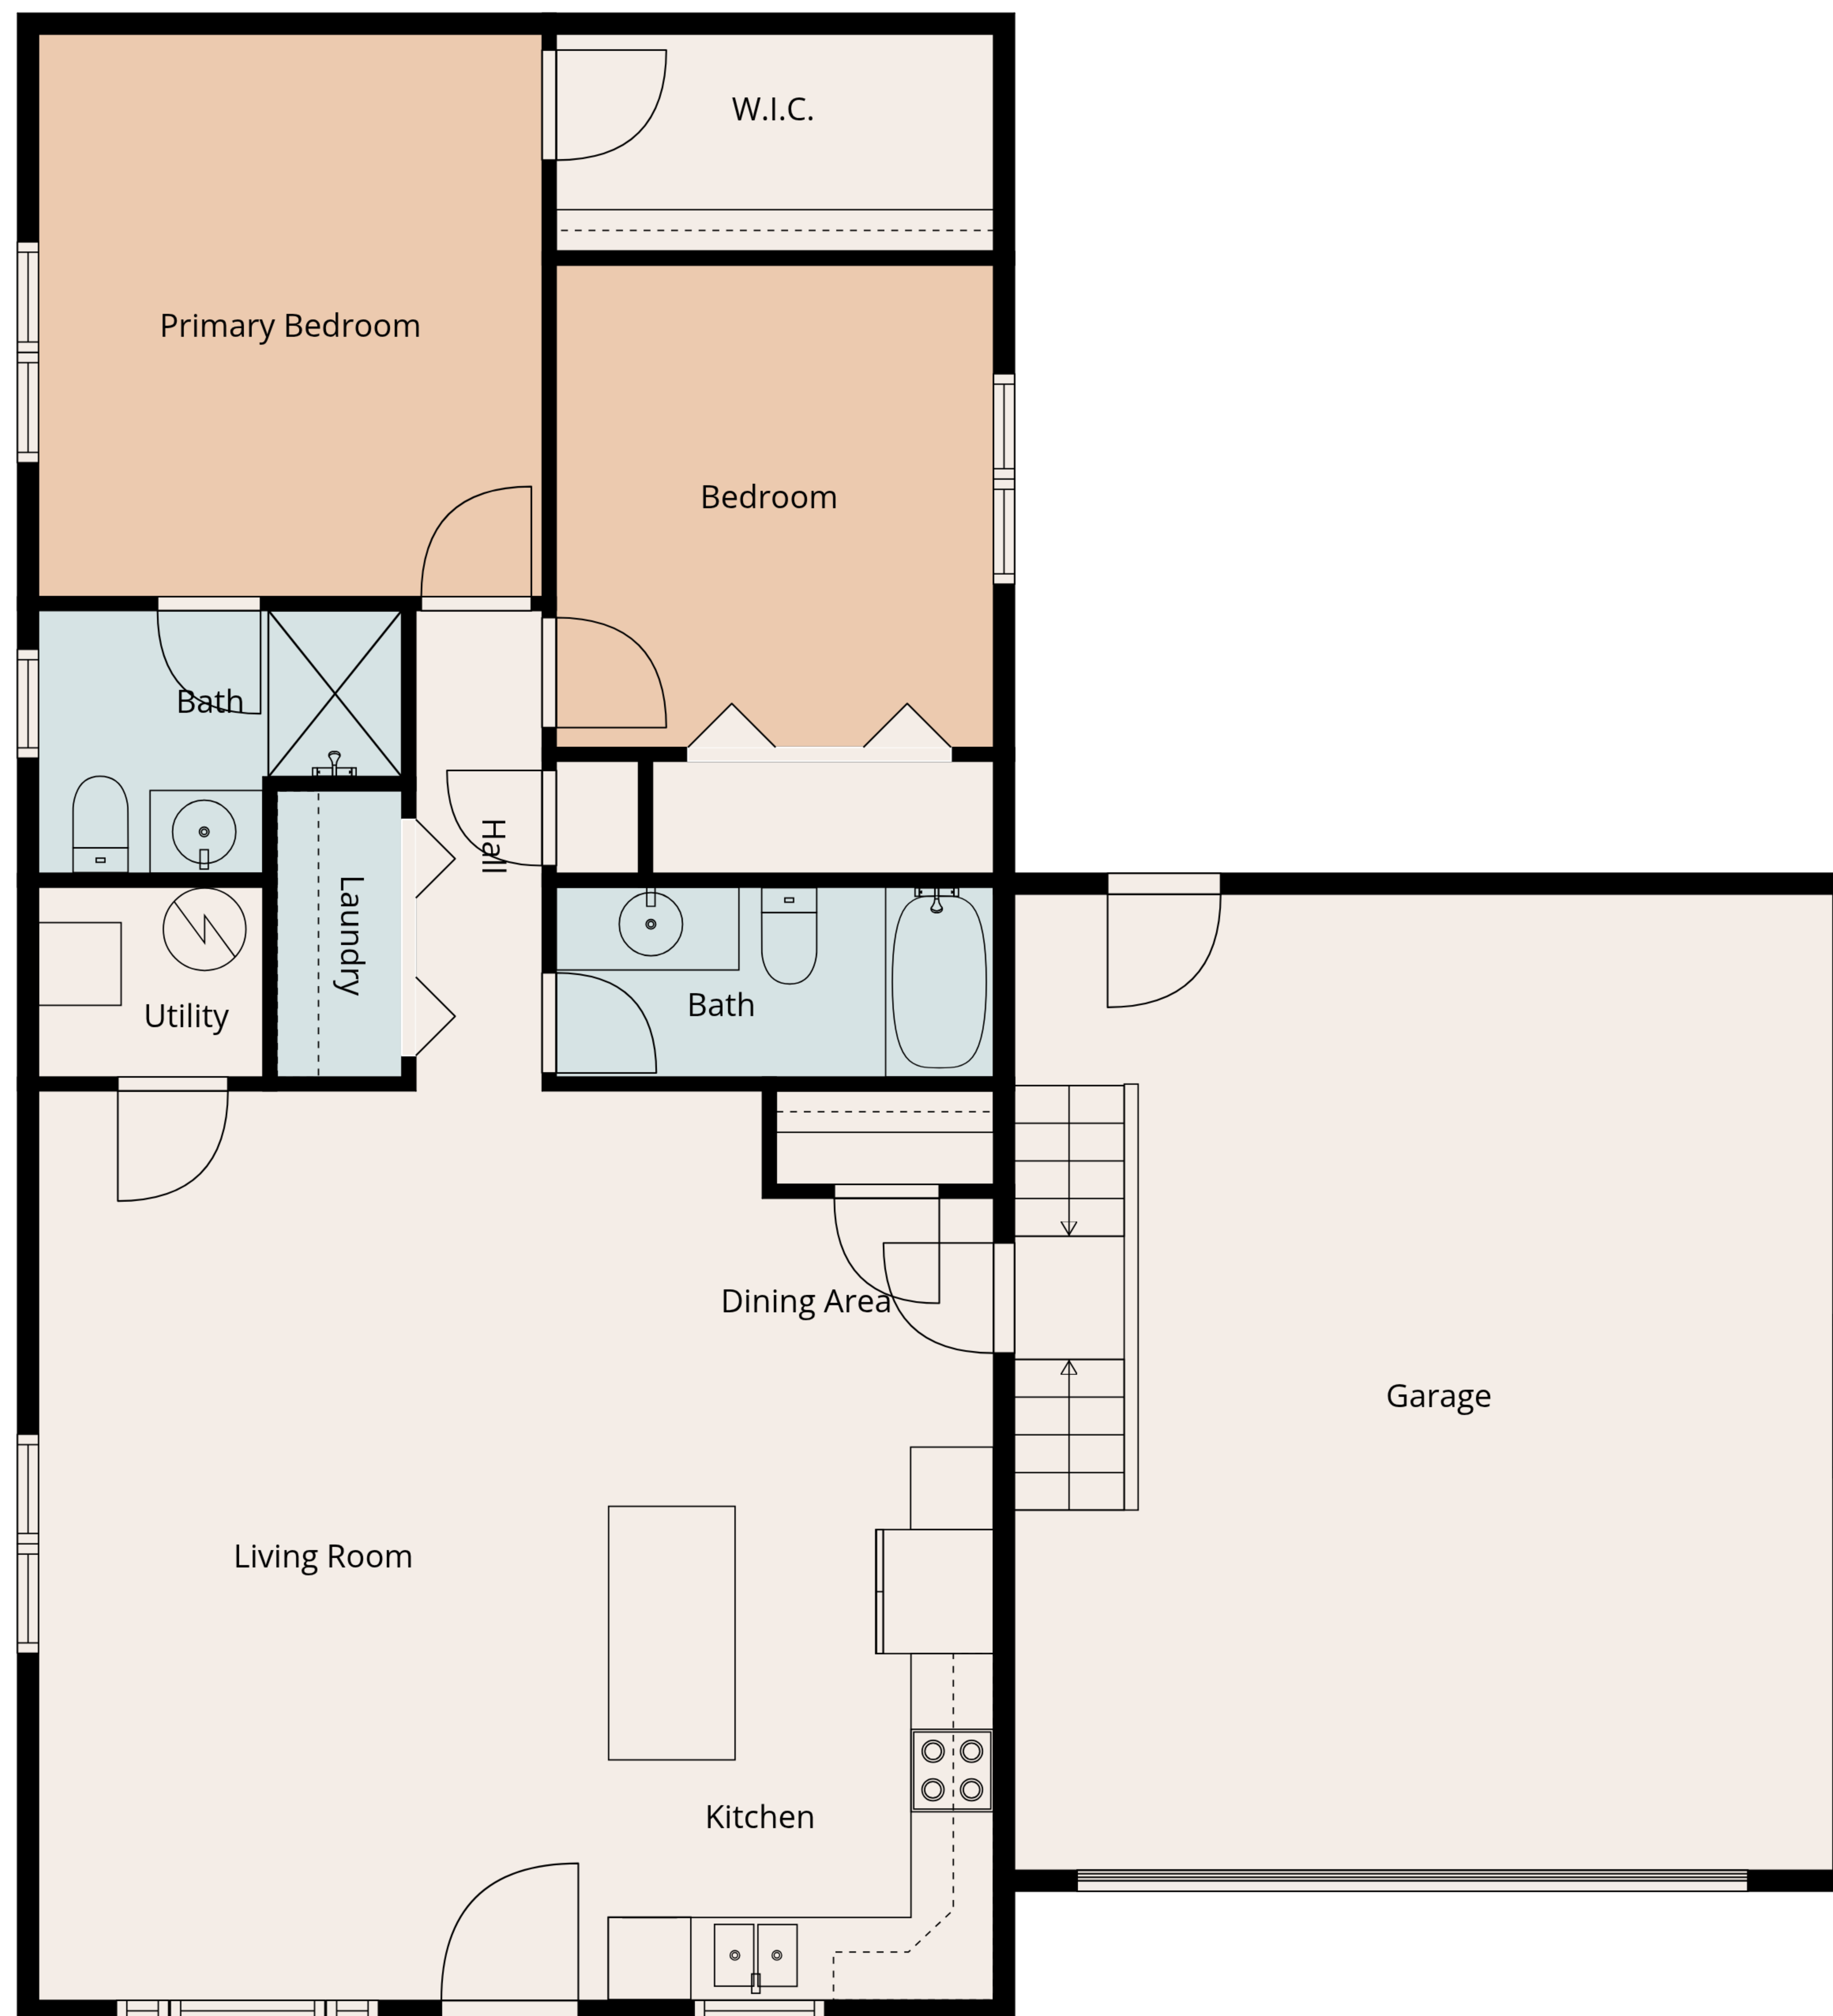 W.I.C.
Primary Bedroom
Bedroom
Bath
Hall
Laundry
Bath
Utility
Dining Area
Garage
Living Room
Kitchen